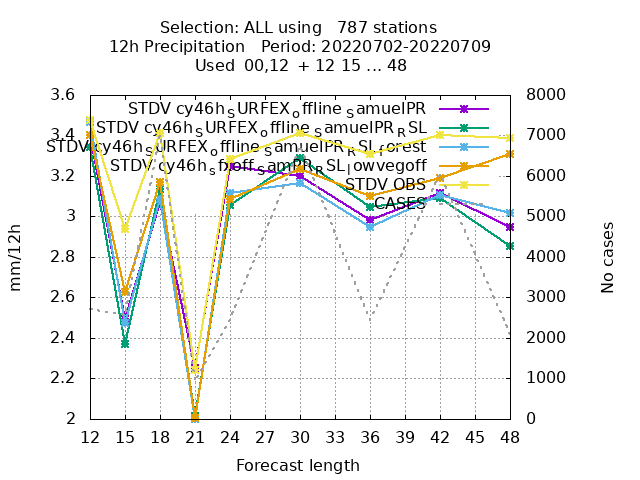 Selection: ALL using 787 stations
12h Precipitation Period: 20220702-20220709
Used 00,12 + 12 15 ... 48
STDV cy46h_SURFEX_offline_SamuelPR
STDV cy46h_SURFEX_offline_SamuelPR_RSL
STDV cy46h_SURFEX_offline_SamuelPR_RSL_forest
STDV cy46h_Sfxoff_SamPR_RSL_lowvegoff
STDV OBS
CASES
3.6
3.4
3.2
3
2.8
2.6
2.4
2.2
2
8000
7000
6000
5000
4000
3000
2000
1000
0
mm/12h
No cases
12 15 18 21 24 27 30 33 36 39 42 45 48
Forecast length